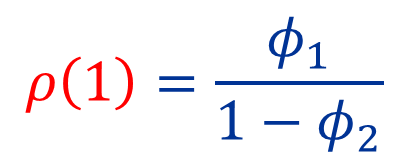 ρ(1) = ϕ₁ / (1 − ϕ₂)